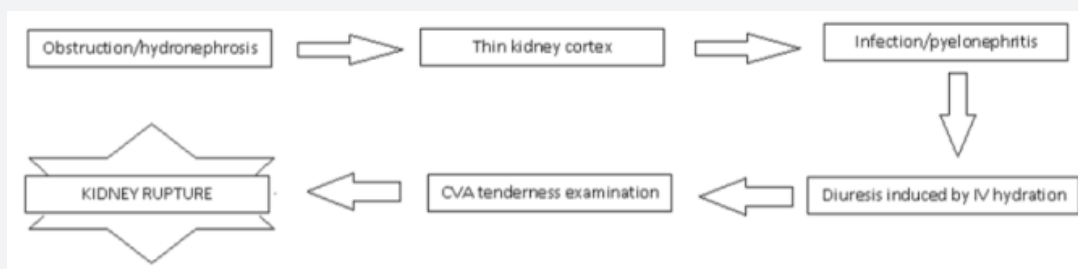 Obstruction/hydronephrosis
Thin kidney cortex
Infection/pyelonephritis
Diuresis induced by IV hydration
CVA tenderness examination
KIDNEY RUPTURE